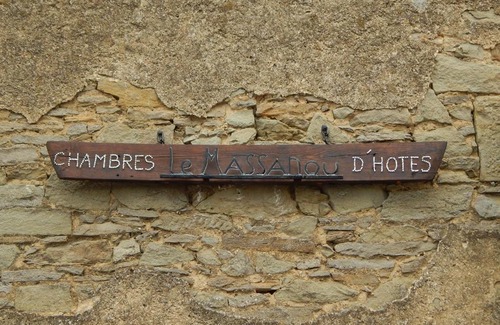 CHAMBRES Le MASSANOU D'HOTES